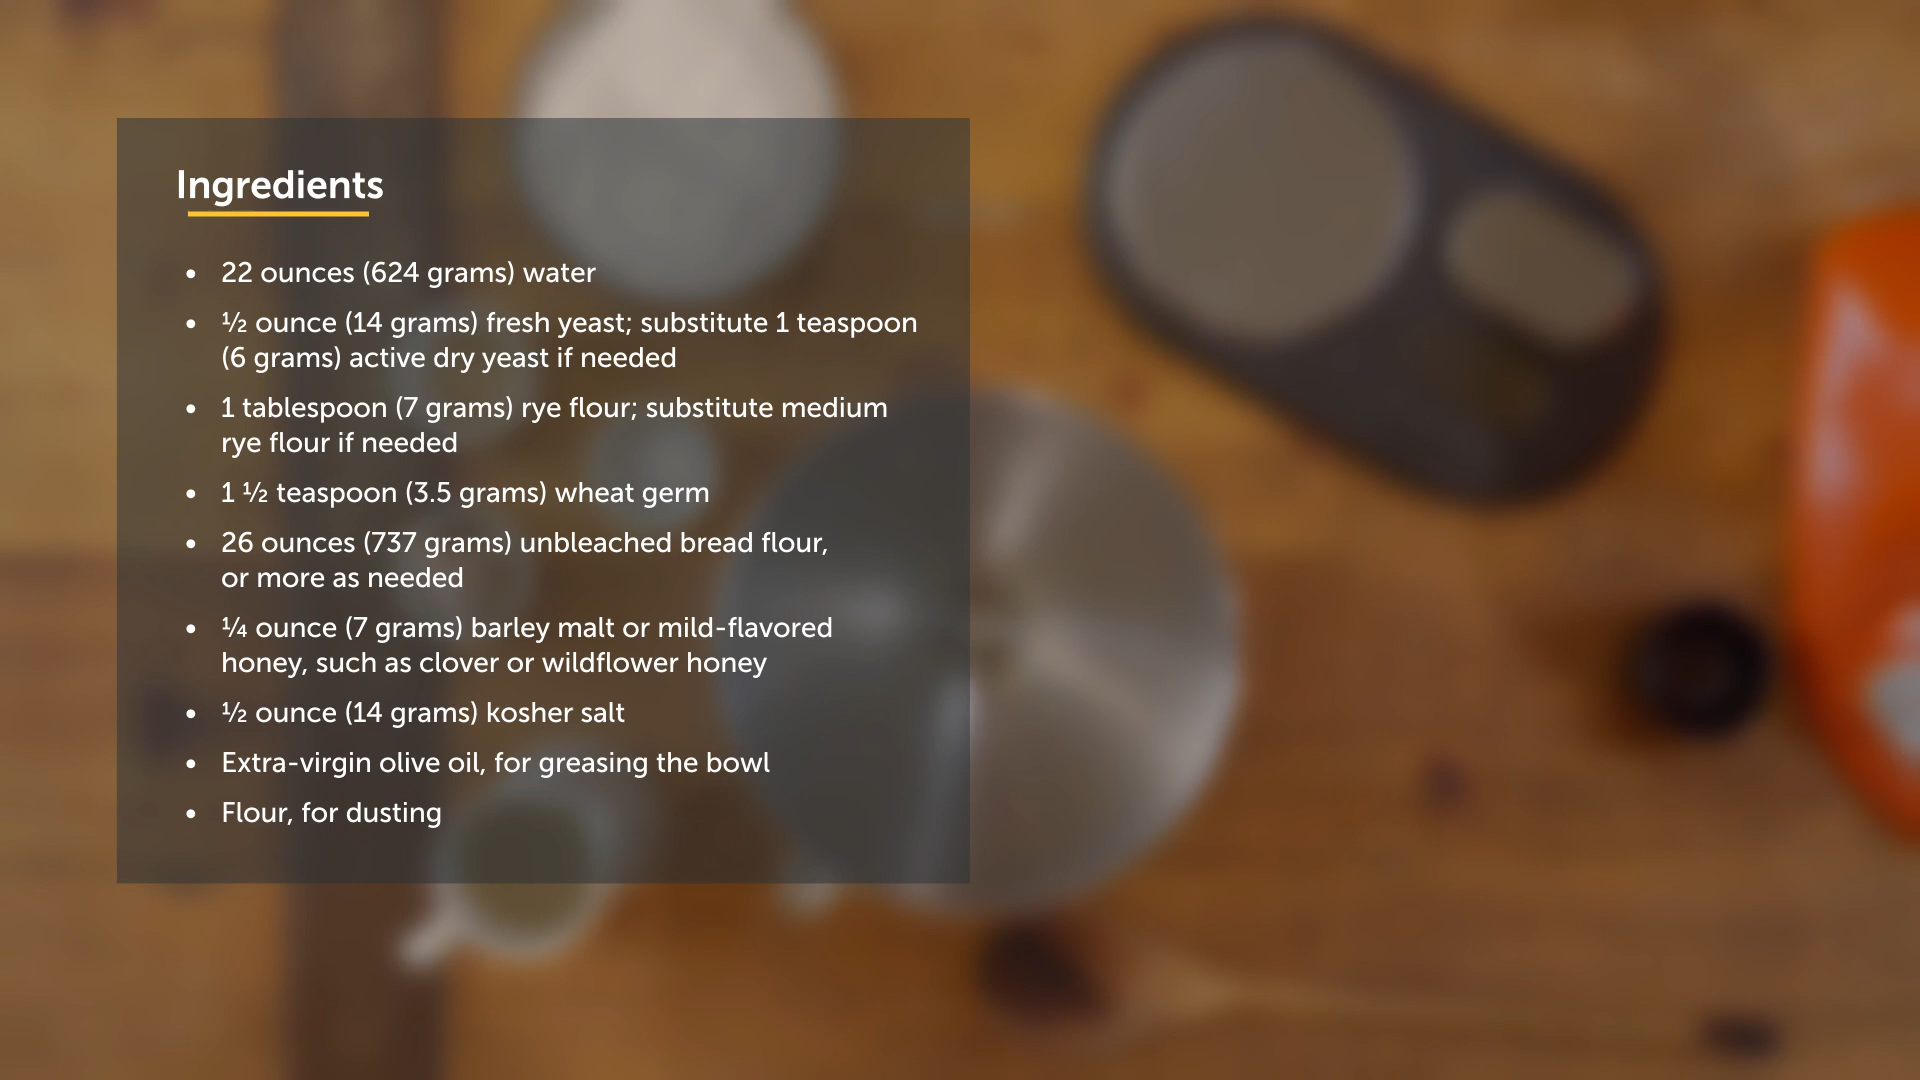 Ingredients
• 22 ounces (624 grams) water
• ½ ounce (14 grams) fresh yeast; substitute 1 teaspoon
(6 grams) active dry yeast if needed
• 1 tablespoon (7 grams) rye flour; substitute medium
rye flour if needed
• 1 ½ teaspoon (3.5 grams) wheat germ
• 26 ounces (737 grams) unbleached bread flour,
or more as needed
• ¼ ounce (7 grams) barley malt or mild-flavored
honey, such as clover or wildflower honey
• ½ ounce (14 grams) kosher salt
• Extra-virgin olive oil, for greasing the bowl
• Flour, for dusting